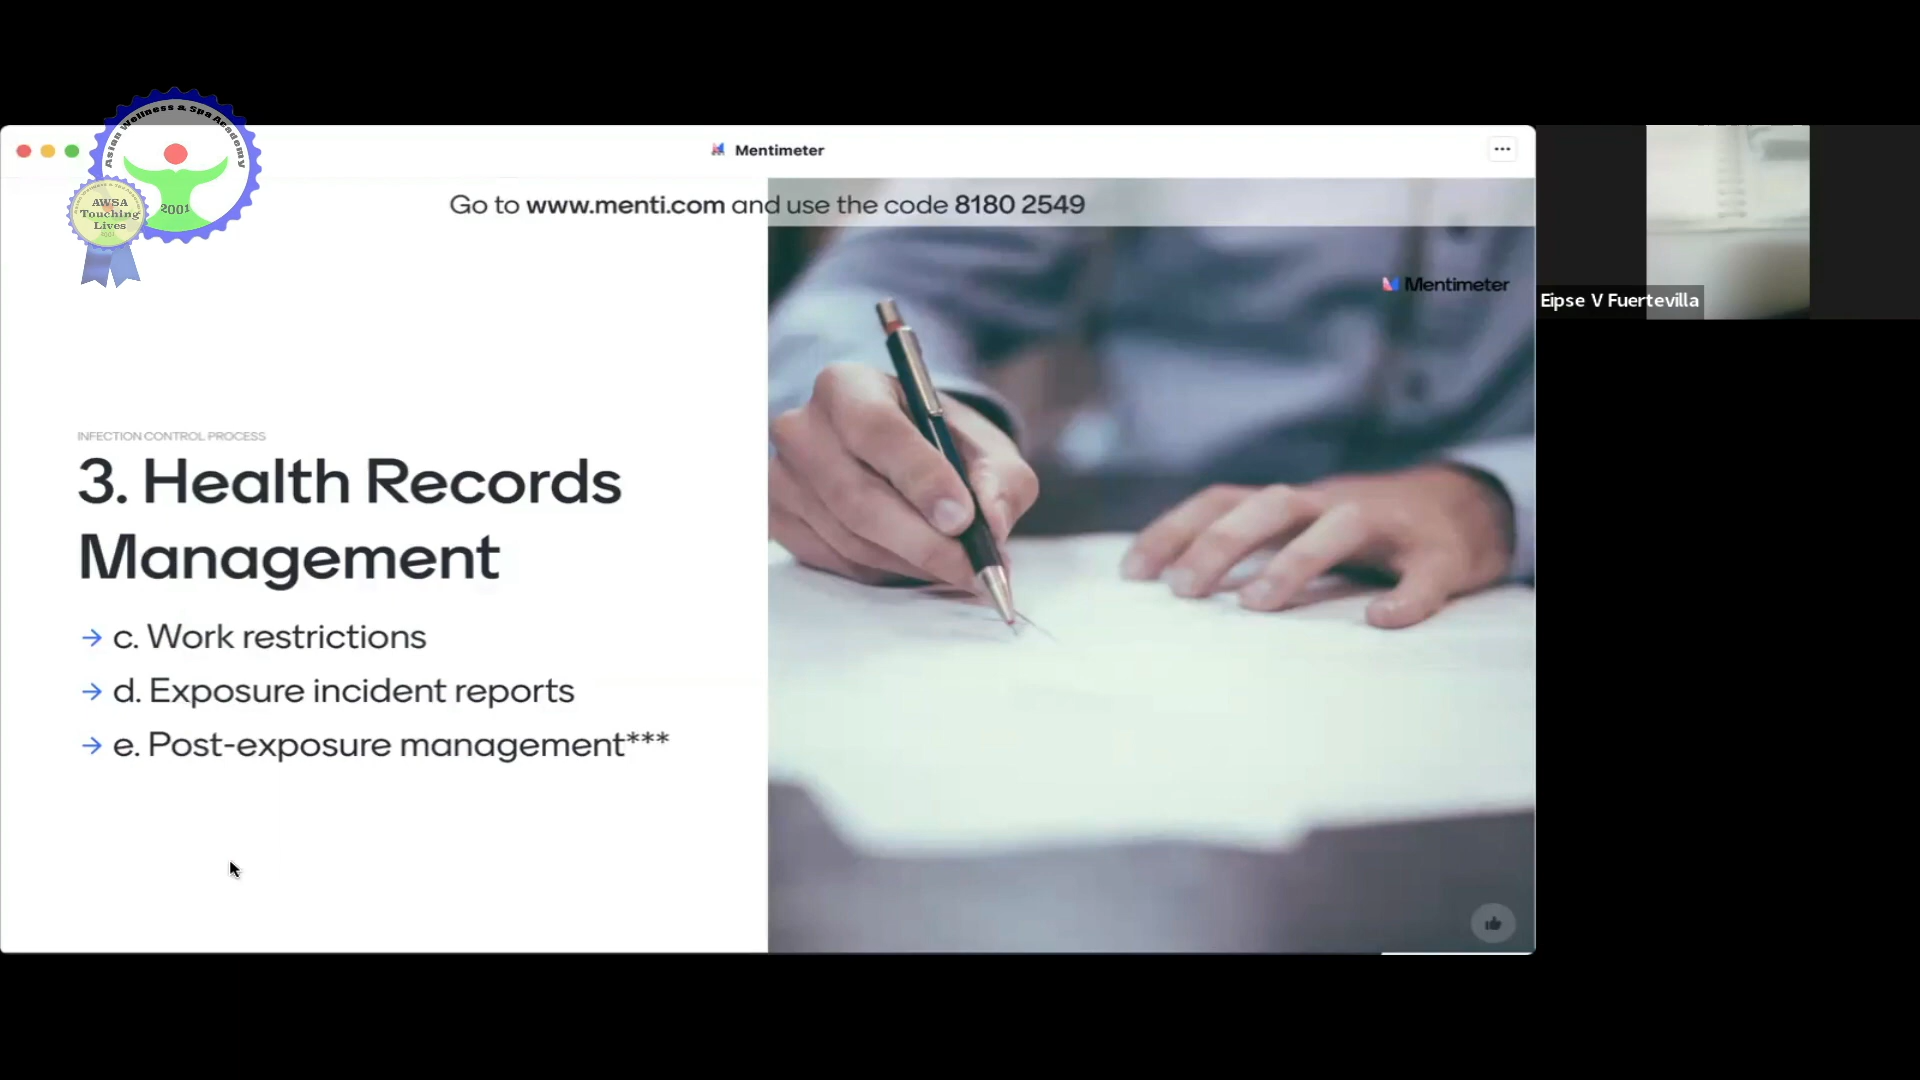 Asian Wellness & Spa Academy
2001
AWSA
Touching
Lives
2001
Mentimeter
Go to www.menti.com and use the code 8180 2549
Mentimeter
Eipse V Fuertevilla
INFECTION CONTROL PROCESS
3. Health Records
Management
→ c. Work restrictions
→ d. Exposure incident reports
→ e. Post-exposure management***